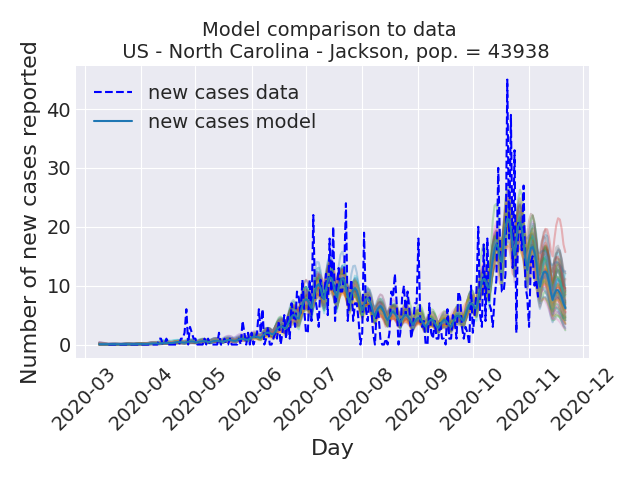 Model comparison to data
US - North Carolina - Jackson, pop. = 43938
Number of new cases reported
new cases data
new cases model
40
30
20
10
0
2020-03
2020-04
2020-05
2020-06
2020-07
2020-08
2020-09
2020-10
2020-11
2020-12
Day